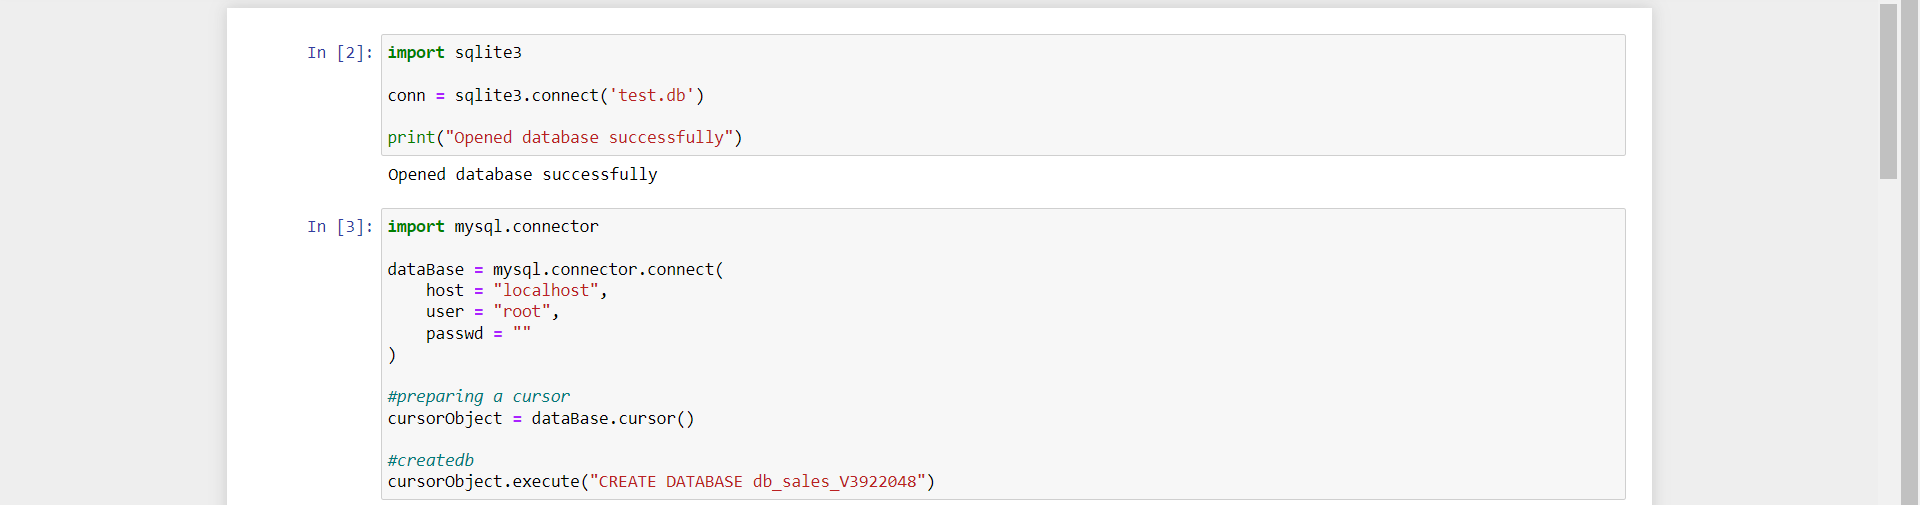 In [2]: import sqlite3
conn = sqlite3.connect('test.db')
print("Opened database successfully")
Opened database successfully
In [3]: import mysql.connector
dataBase = mysql.connector.connect(
    host = "localhost",
    user = "root",
    passwd = ""
)
#preparing a cursor
cursorObject = dataBase.cursor()
#createdb
cursorObject.execute("CREATE DATABASE db_sales_V3922048")